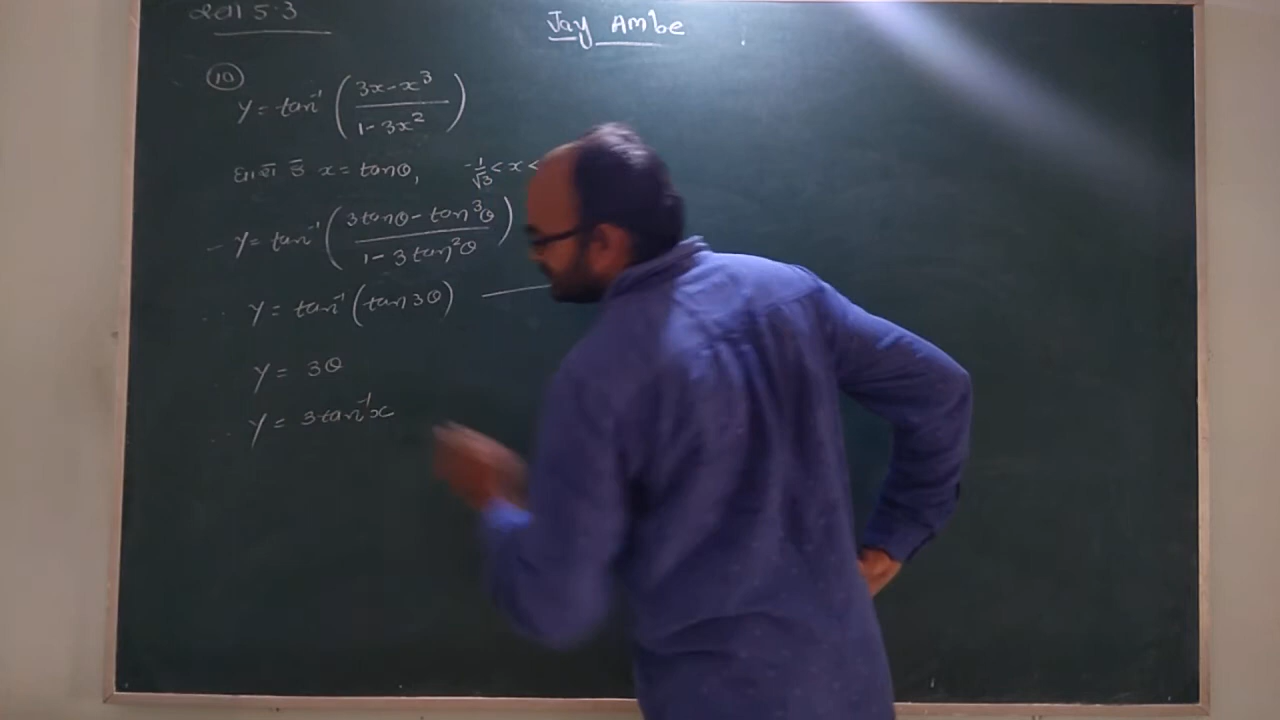 સ્વા 5.3
Jay Ambe
(10)
y = tan⁻¹ ( (3x - x³) / (1 - 3x²) )
ધારો કે x = tanθ, -1/√3 < x <
∴ y = tan⁻¹ ( (3tanθ - tan³θ) / (1 - 3tan²θ) )
∴ y = tan⁻¹ (tan3θ)
y = 3θ
∴ y = 3tan⁻¹x